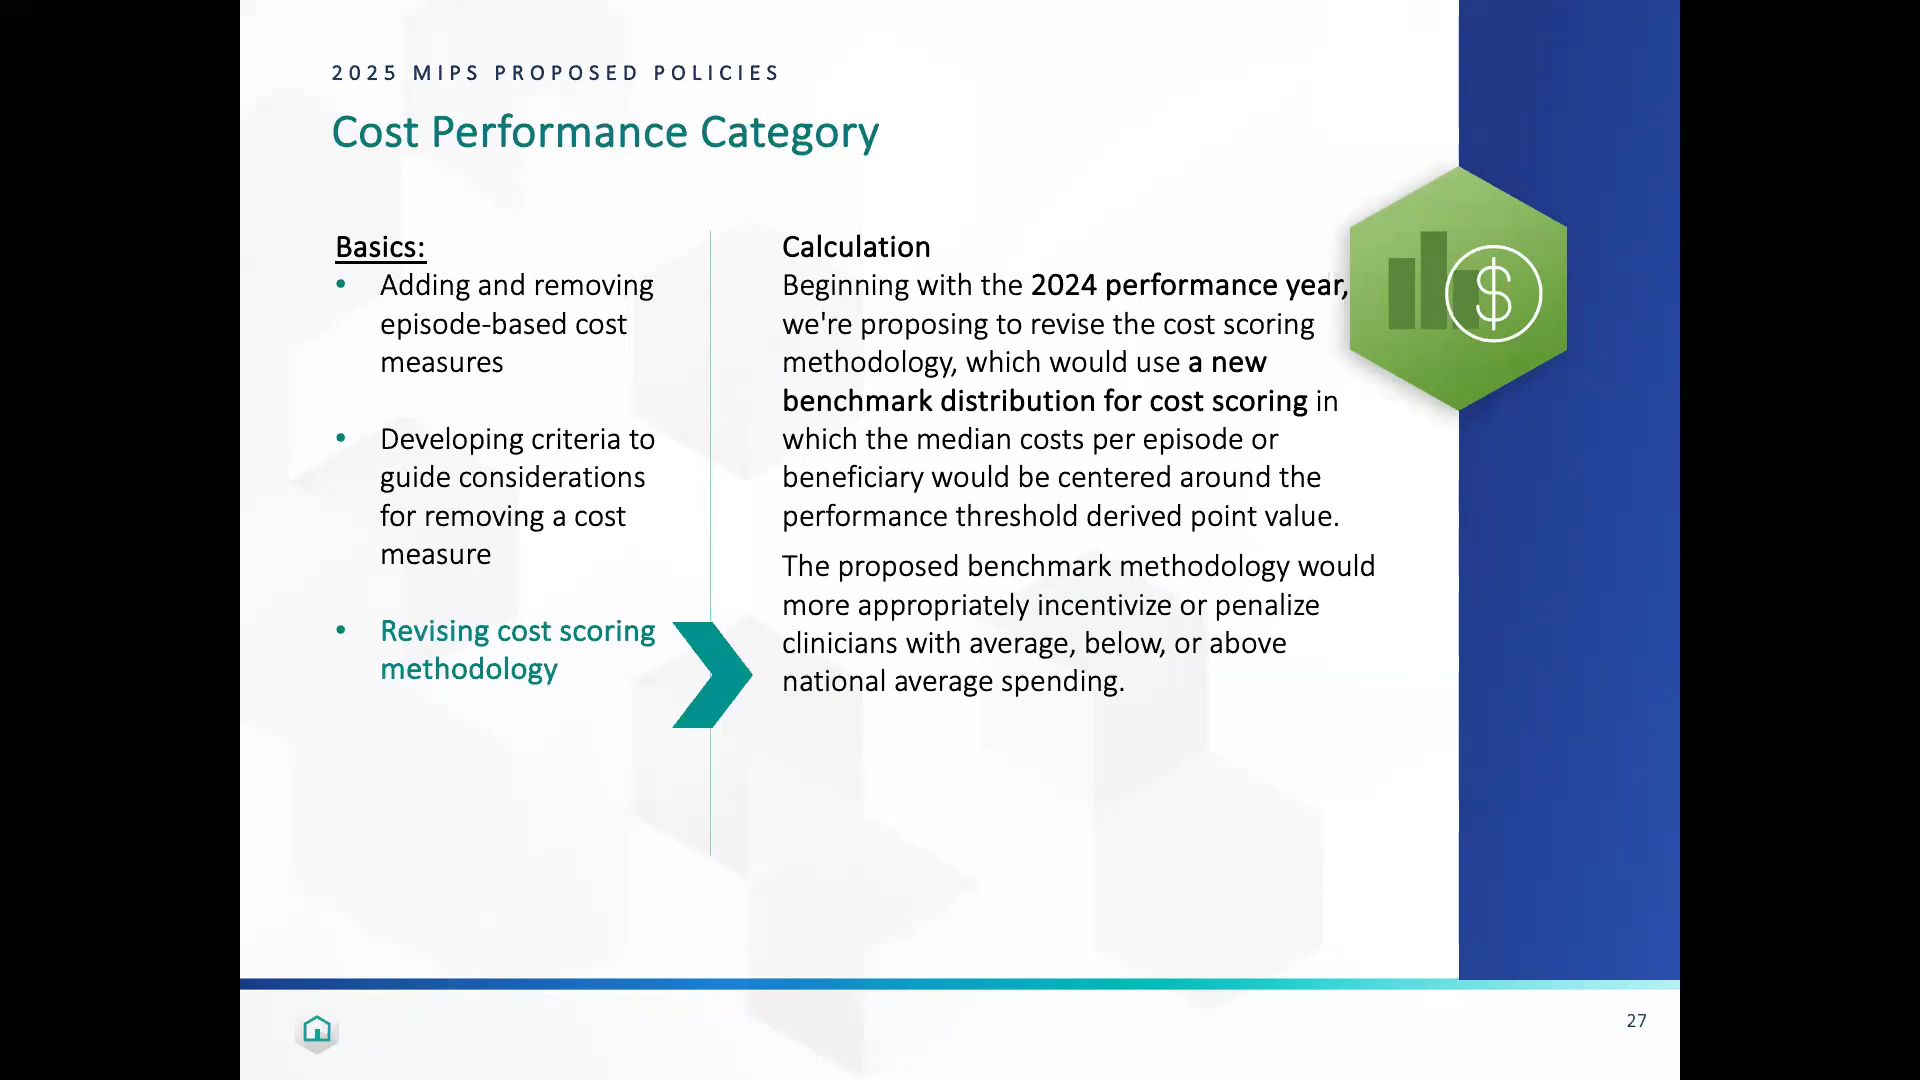 2025 MIPS PROPOSED POLICIES
Cost Performance Category
Basics:
• Adding and removing
episode-based cost
measures
• Developing criteria to
guide considerations
for removing a cost
measure
• Revising cost scoring
methodology
Calculation
Beginning with the 2024 performance year,
we're proposing to revise the cost scoring
methodology, which would use a new
benchmark distribution for cost scoring in
which the median costs per episode or
beneficiary would be centered around the
performance threshold derived point value.
The proposed benchmark methodology would
more appropriately incentivize or penalize
clinicians with average, below, or above
national average spending.
$
27